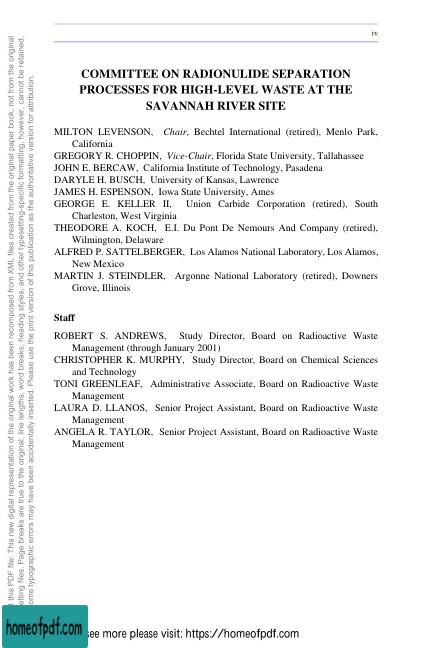 iv
COMMITTEE ON RADIONULIDE SEPARATION
PROCESSES FOR HIGH-LEVEL WASTE AT THE
SAVANNAH RIVER SITE
MILTON LEVENSON, Chair, Bechtel International (retired), Menlo Park,
California
GREGORY R. CHOPPIN, Vice-Chair, Florida State University, Tallahassee
JOHN E. BERCAW, California Institute of Technology, Pasadena
DARYLE H. BUSCH, University of Kansas, Lawrence
JAMES H. ESPENSON, Iowa State University, Ames
GEORGE E. KELLER II, Union Carbide Corporation (retired), South
Charleston, West Virginia
THEODORE A. KOCH, E.I. Du Pont De Nemours And Company (retired),
Wilmington, Delaware
ALFRED P. SATTELBERGER, Los Alamos National Laboratory, Los Alamos,
New Mexico
MARTIN J. STEINDLER, Argonne National Laboratory (retired), Downers
Grove, Illinois
Staff
ROBERT S. ANDREWS, Study Director, Board on Radioactive Waste
Management (through January 2001)
CHRISTOPHER K. MURPHY, Study Director, Board on Chemical Sciences
and Technology
TONI GREENLEAF, Administrative Associate, Board on Radioactive Waste
Management
LAURA D. LLANOS, Senior Project Assistant, Board on Radioactive Waste
Management
ANGELA R. TAYLOR, Senior Project Assistant, Board on Radioactive Waste
Management
this PDF file: This new digital representation of the original work has been recomposed from XML files created from the original paper book, not from the original
etting files. Page breaks are true to the original; line lengths, word breaks, heading styles, and other typesetting-specific formatting, however, cannot be retained,
ome typographic errors may have been accidentally inserted. Please use the print version of this publication as the authoritative version for attribution.
homeofpdf.com
see more please visit: https://homeofpdf.com